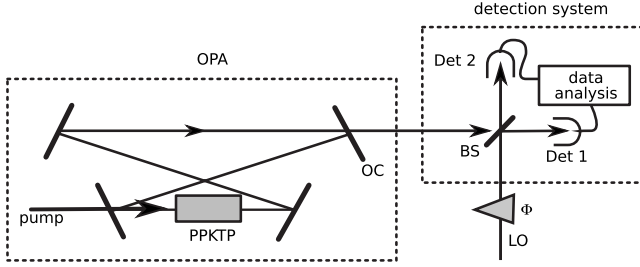 detection system
OPA
Det 2
data
analysis
BS
Det 1
OC
pump
PPKTP
Φ
LO